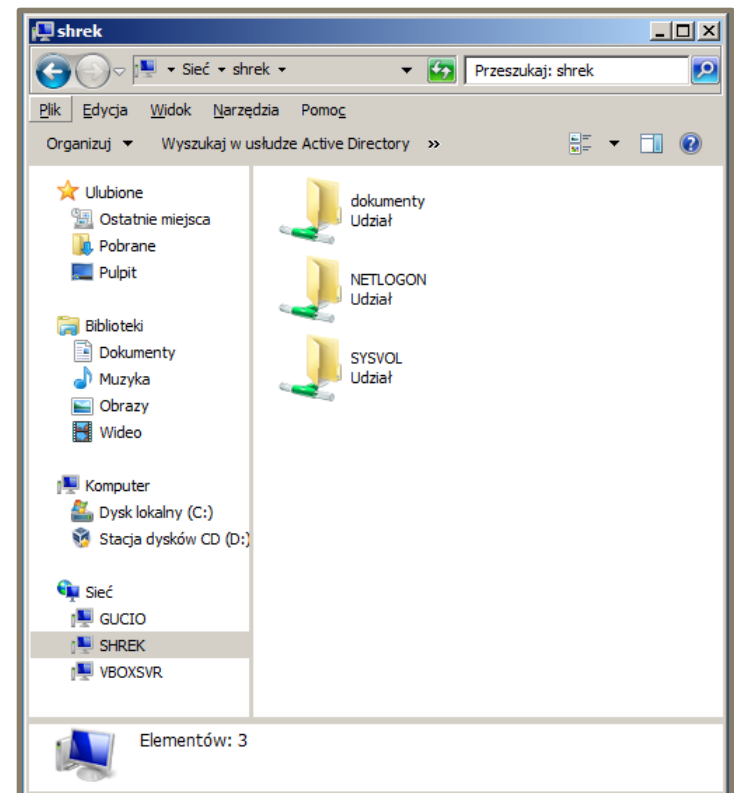 shrek
Sieć shrek
Przeszukaj: shrek
Plik Edycja Widok Narzędzia Pomoc
Organizuj Wyszukaj w usłudze Active Directory »
Ulubione
Ostatnie miejsca
Pobrane
Pulpit
Biblioteki
Dokumenty
Muzyka
Obrazy
Wideo
Komputer
Dysk lokalny (C:)
Stacja dysków CD (D:)
Sieć
GUCIO
SHREK
VBOXSVR
dokumenty
Udział
NETLOGON
Udział
SYSVOL
Udział
Elementów: 3